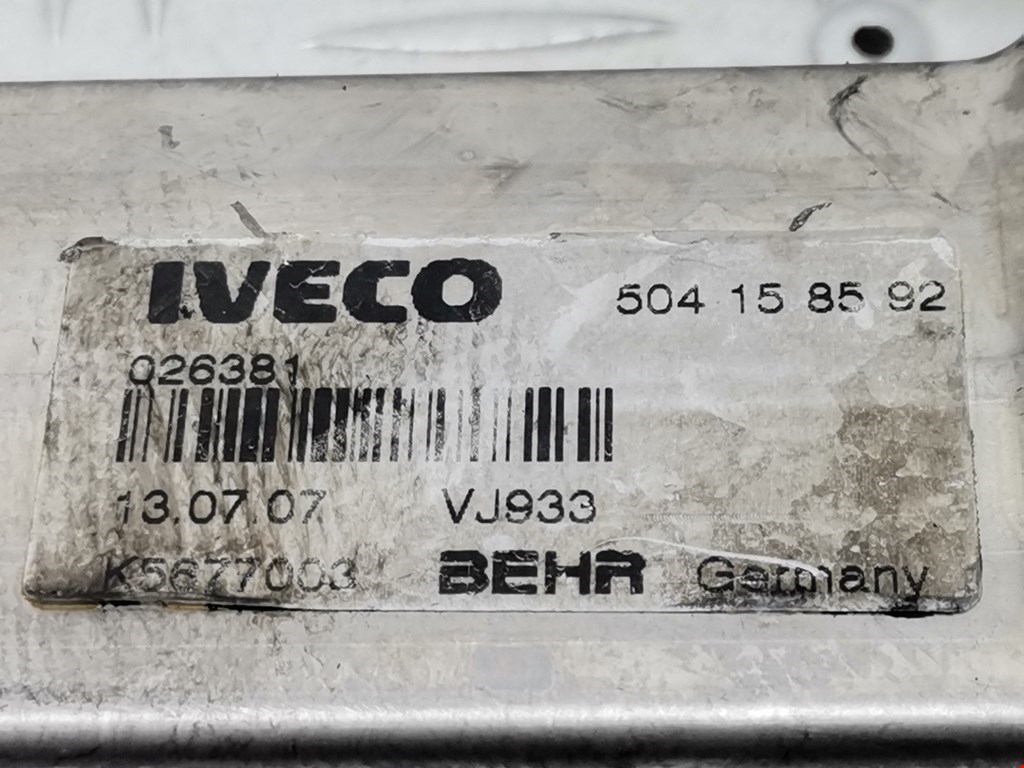 IVECO 504 15 85 92
026381
13.07.07 VJ933
K5677003 BEHR Germany